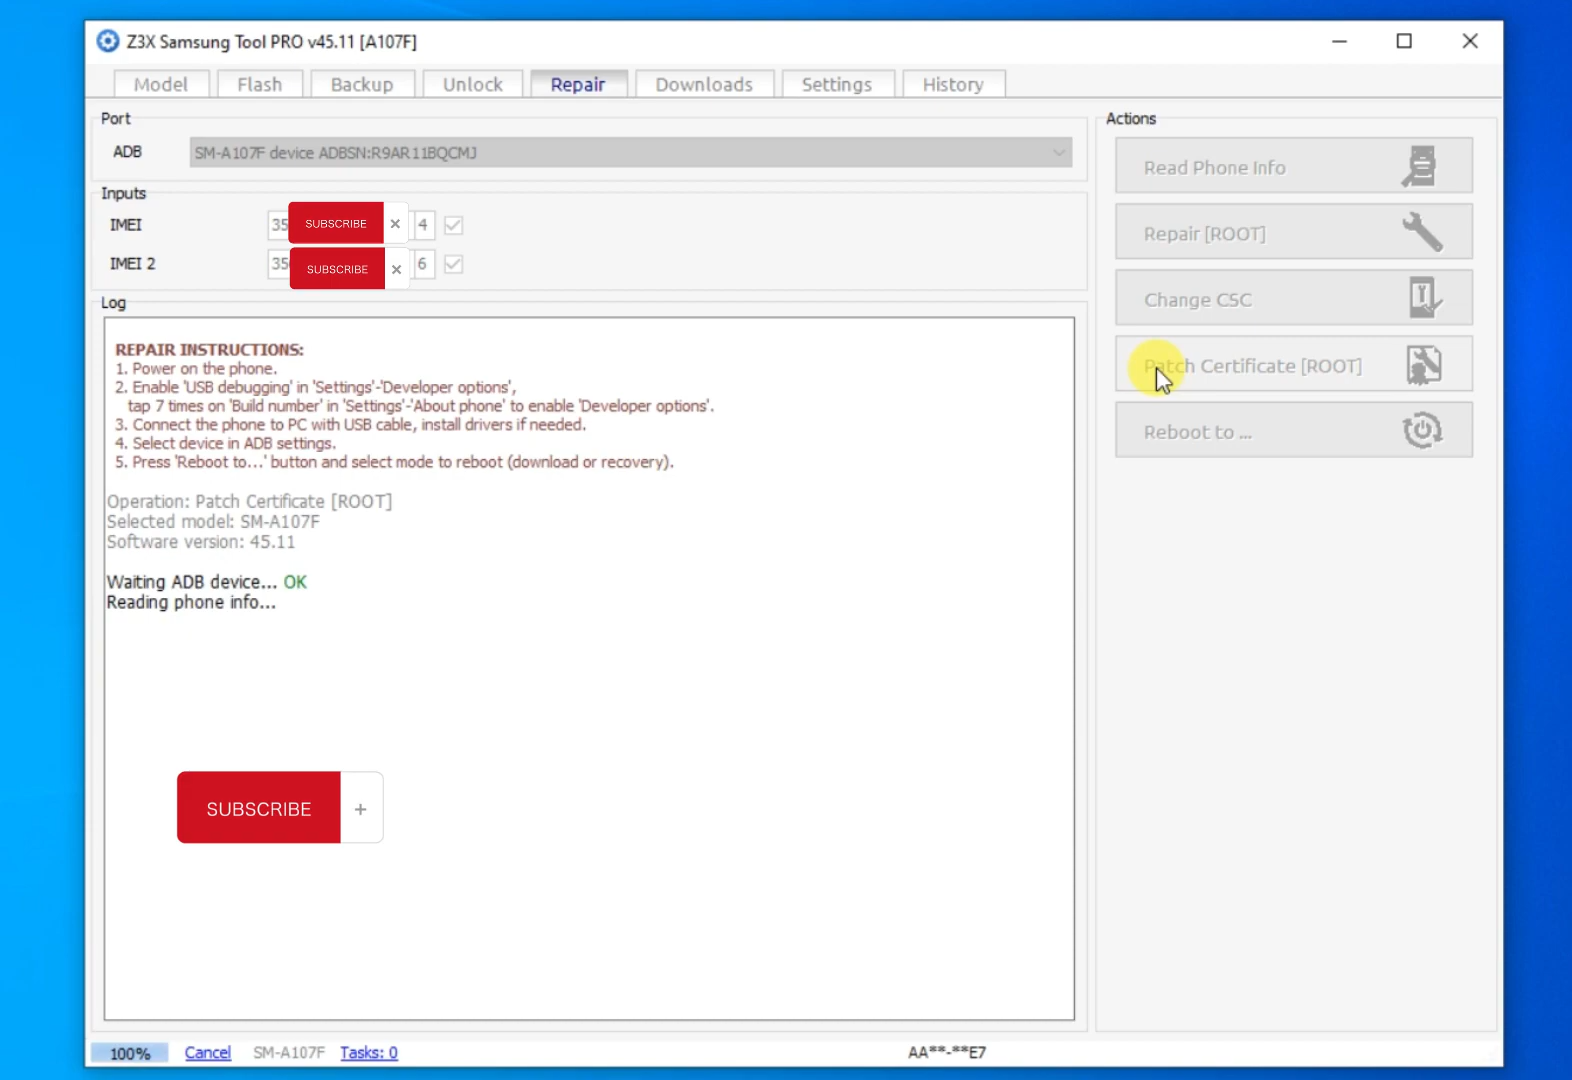 Z3X Samsung Tool PRO v45.11 [A107F]
Model Flash Backup Unlock Repair Downloads Settings History
Port
ADB SM-A107F device ADBSN:R9AR11BQCMJ
Inputs
IMEI 35 SUBSCRIBE × 4
IMEI 2 35 SUBSCRIBE × 6
Log
REPAIR INSTRUCTIONS:
1. Power on the phone.
2. Enable 'USB debugging' in 'Settings'-'Developer options',
tap 7 times on 'Build number' in 'Settings'-'About phone' to enable 'Developer options'.
3. Connect the phone to PC with USB cable, install drivers if needed.
4. Select device in ADB settings.
5. Press 'Reboot to...' button and select mode to reboot (download or recovery).
Operation: Patch Certificate [ROOT]
Selected model: SM-A107F
Software version: 45.11
Waiting ADB device... OK
Reading phone info...
SUBSCRIBE +
Actions
Read Phone Info
Repair [ROOT]
Change CSC
Patch Certificate [ROOT]
Reboot to ...
100% Cancel SM-A107F Tasks: 0 AA**-**E7